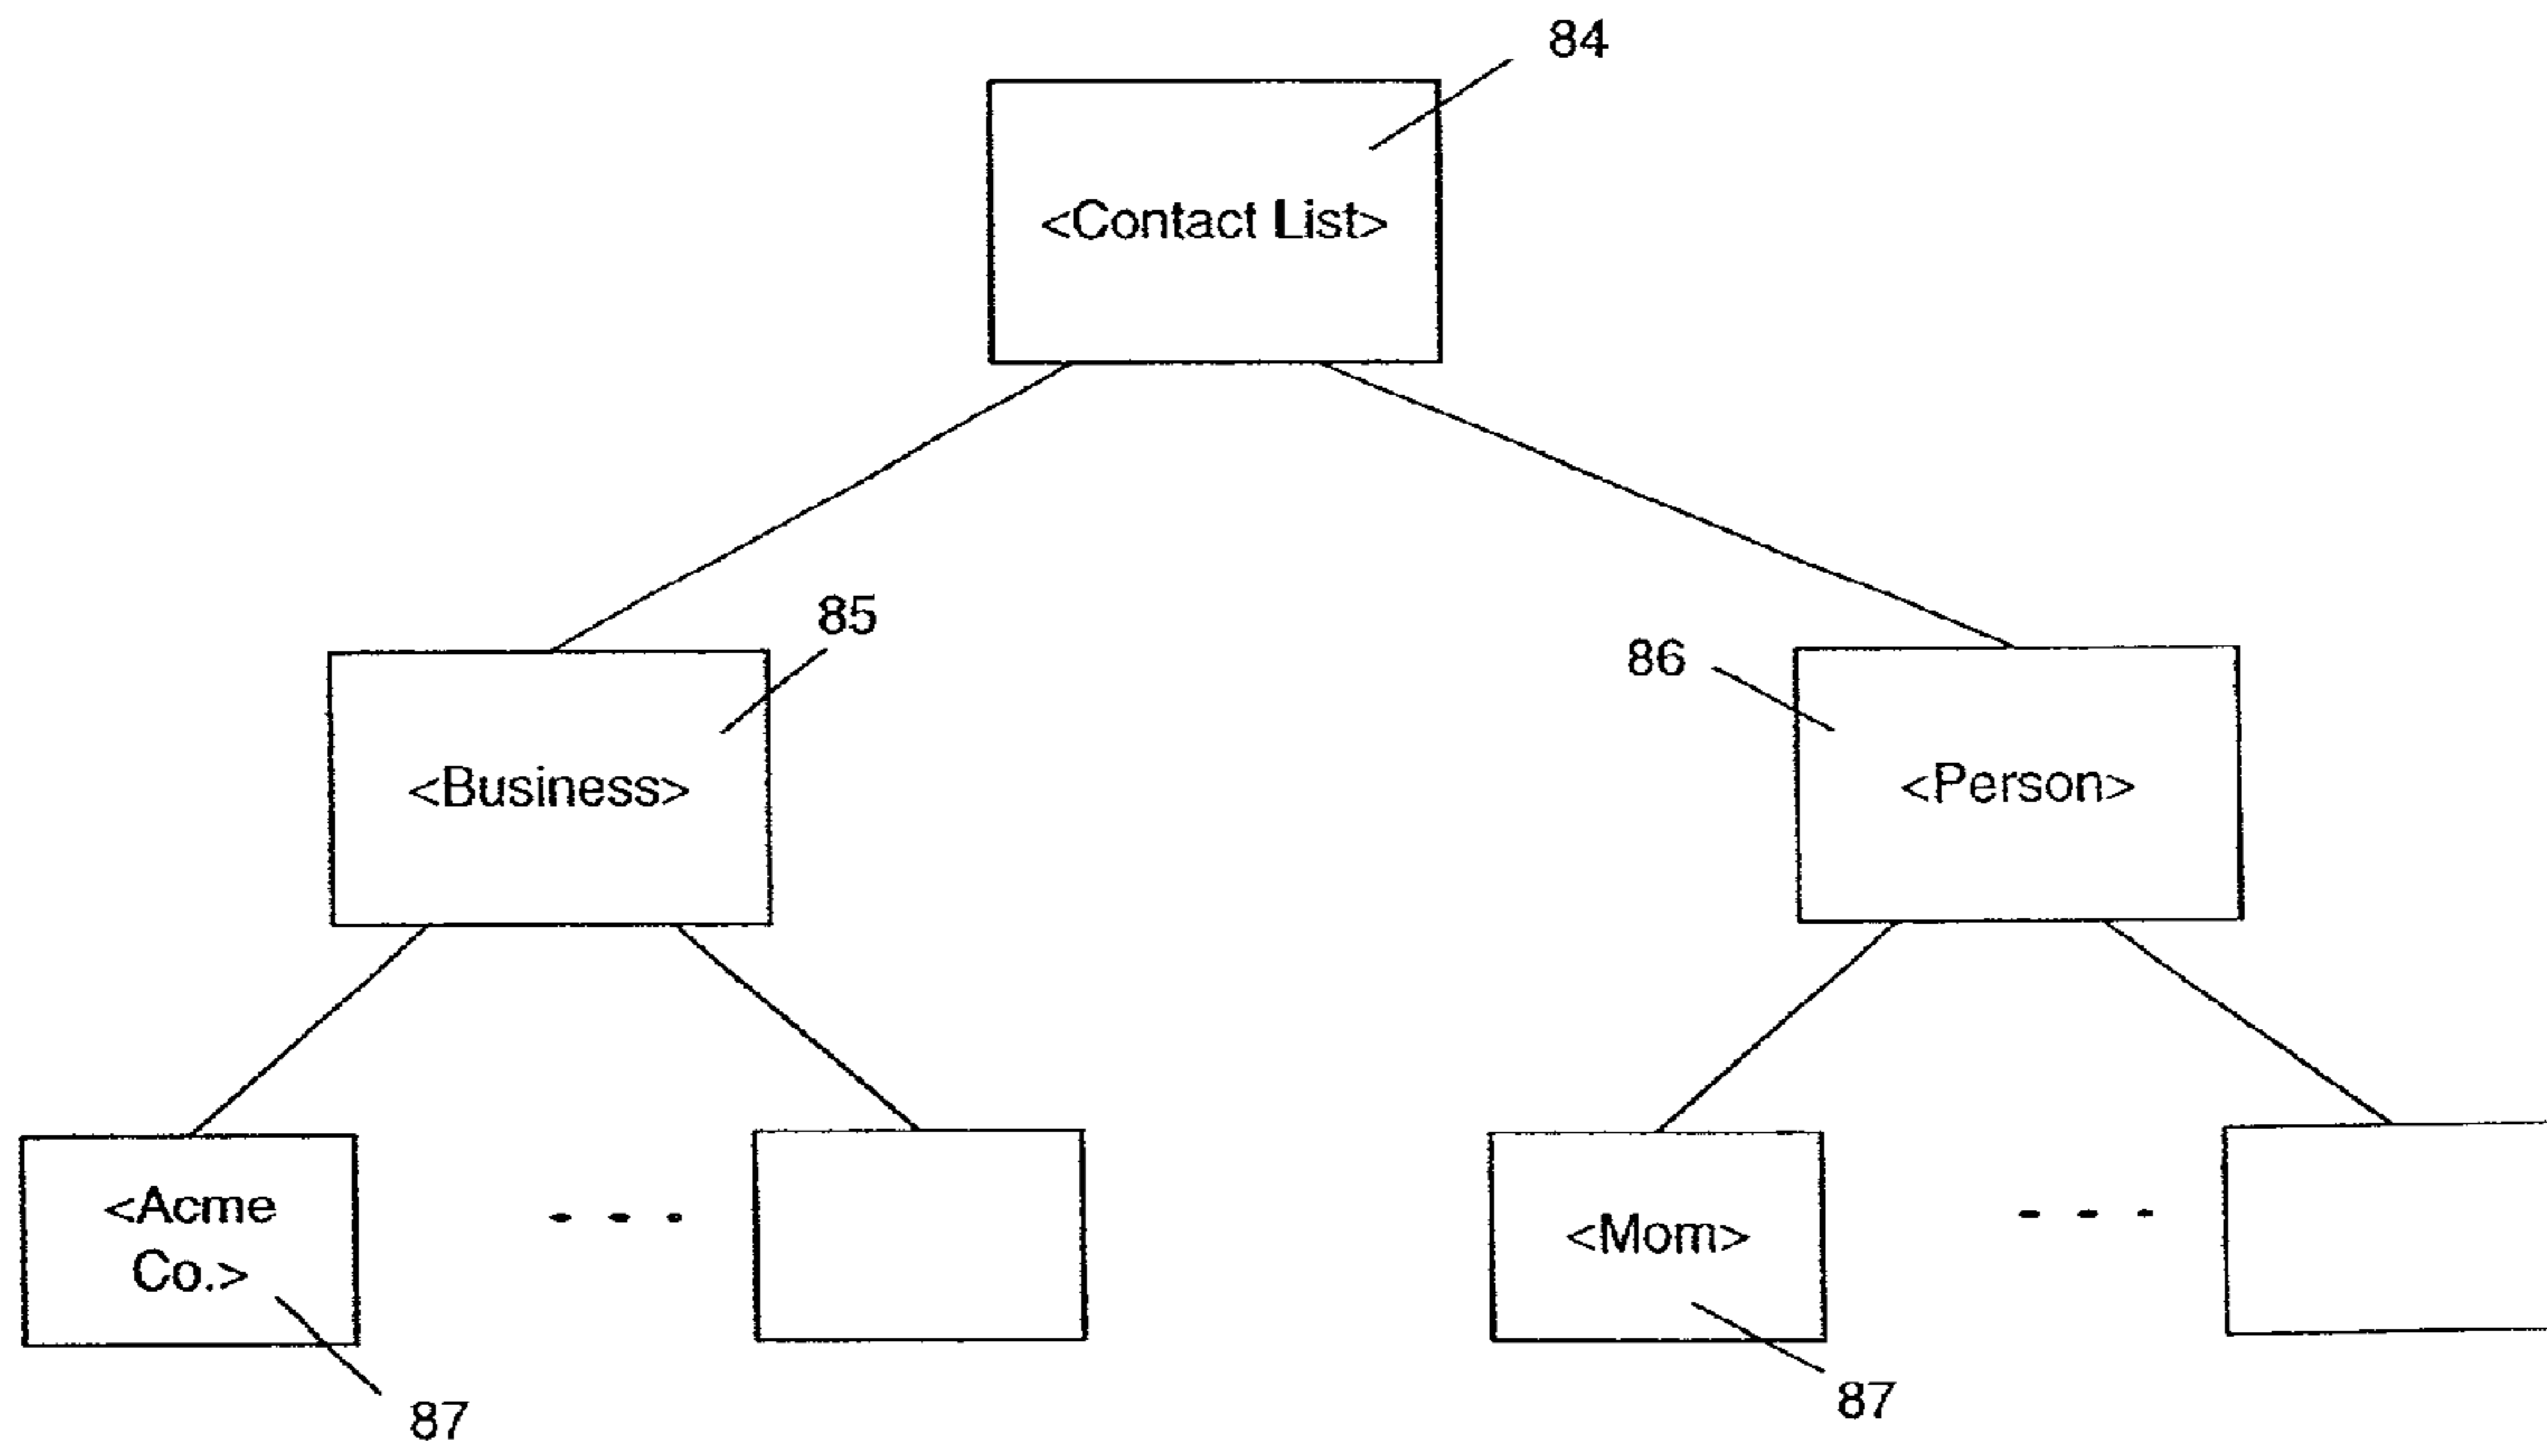 84
<Contact List>
85
86
<Business>
<Person>
<Acme
Co.>
<Mom>
87
87